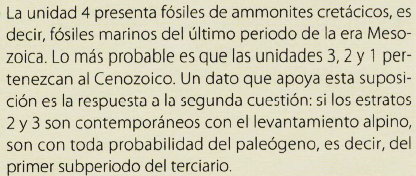 La unidad 4 presenta fósiles de ammonites cretácicos, es
decir, fósiles marinos del último periodo de la era Meso-
zoica. Lo más probable es que las unidades 3, 2 y 1 per-
tenezcan al Cenozoico. Un dato que apoya esta suposi-
ción es la respuesta a la segunda cuestión: si los estratos
2 y 3 son contemporáneos con el levantamiento alpino,
son con toda probabilidad del paleógeno, es decir, del
primer subperiodo del terciario.